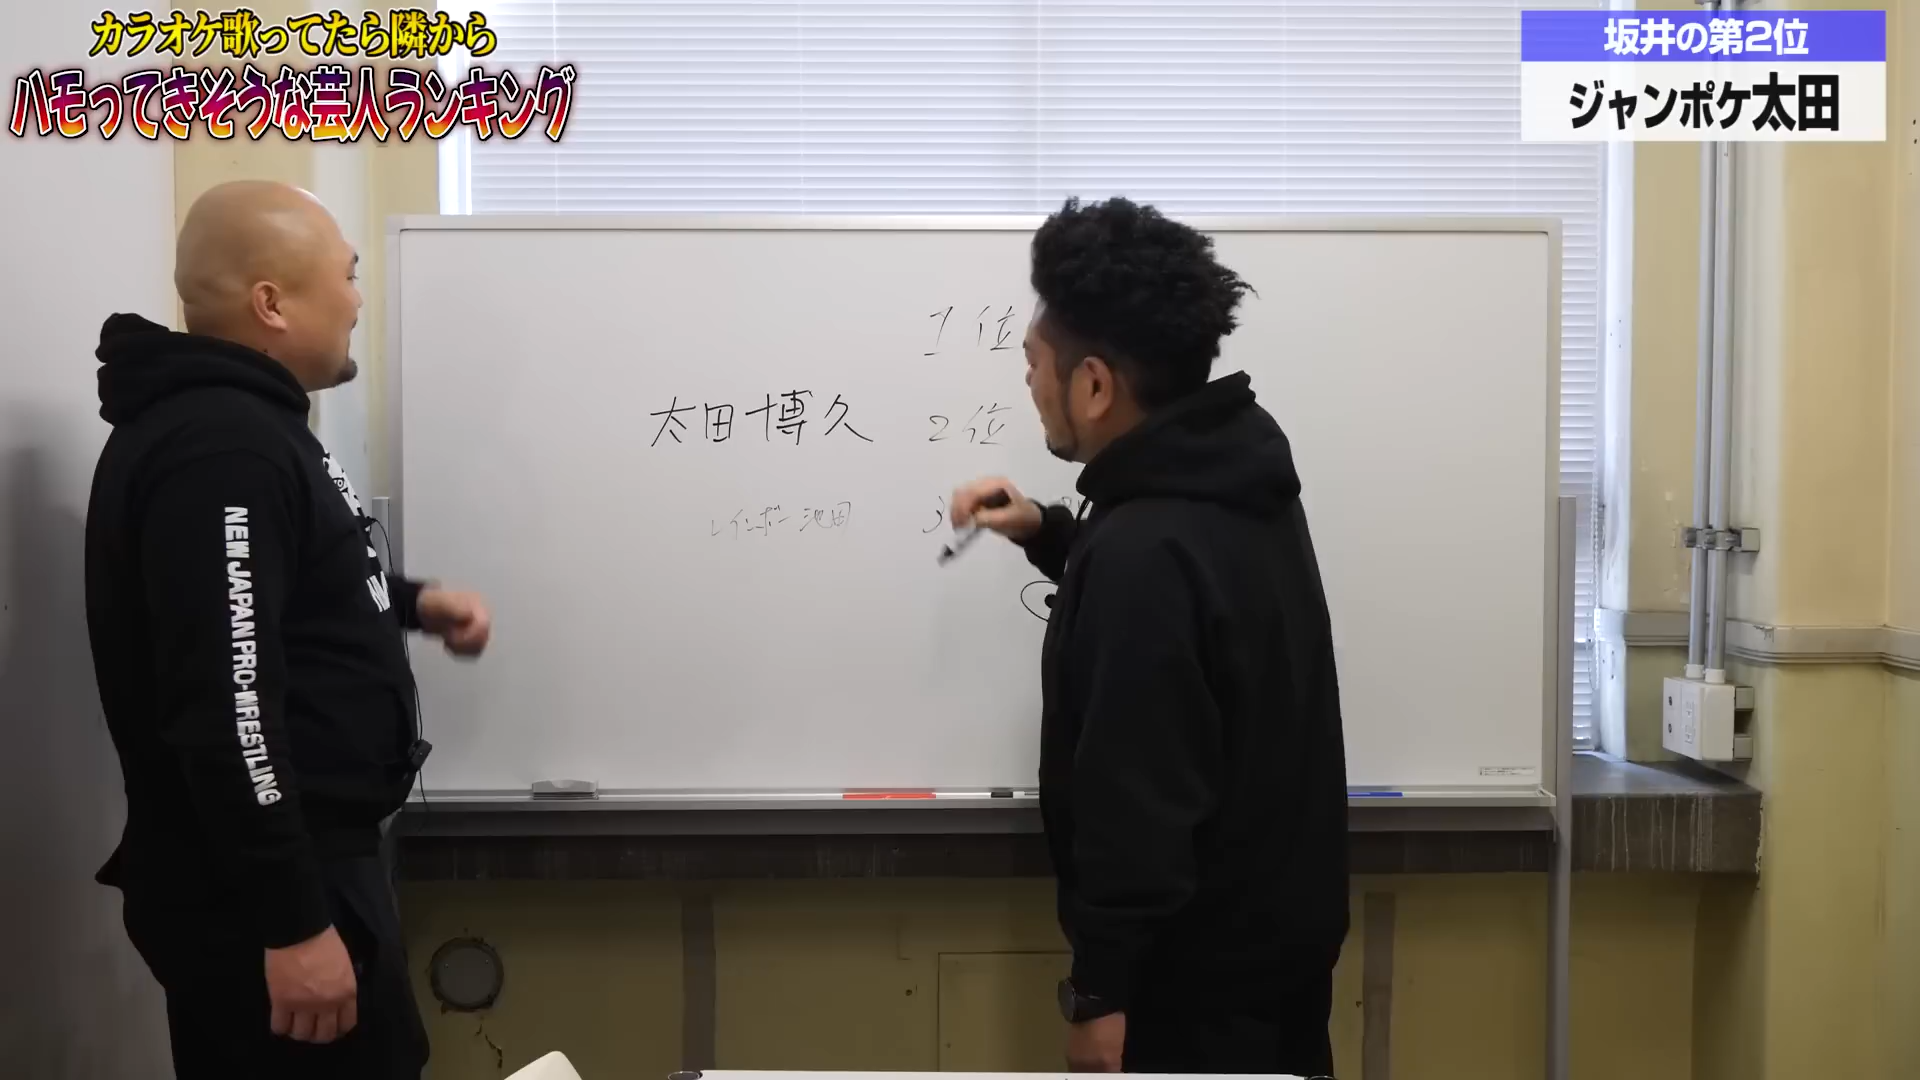 カラオケ歌ってたら隣から
ハモってきそうな芸人ランキング
坂井の第2位
ジャンポケ太田
1位
太田博久 2位
レインボー池田 3
NEW JAPAN PRO-WRESTLING